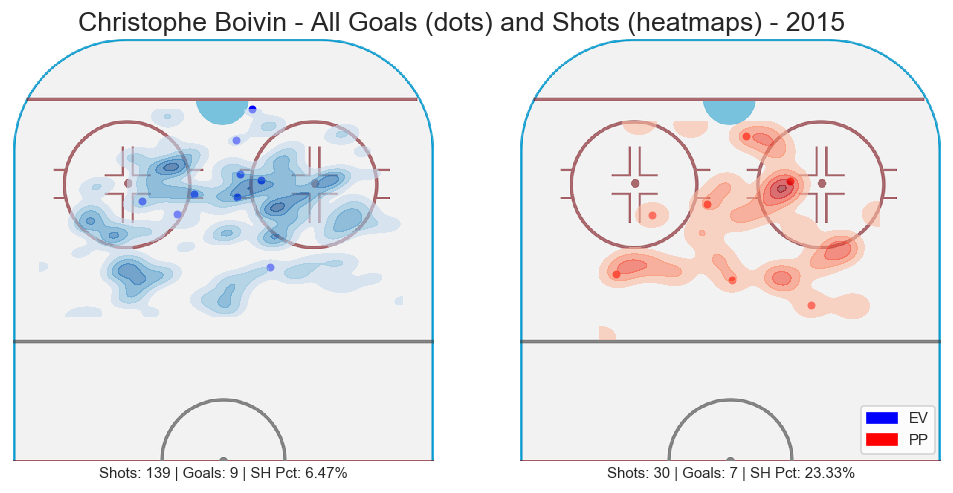 Christophe Boivin - All Goals (dots) and Shots (heatmaps) - 2015
EV
PP
Shots: 139 | Goals: 9 | SH Pct: 6.47%
Shots: 30 | Goals: 7 | SH Pct: 23.33%